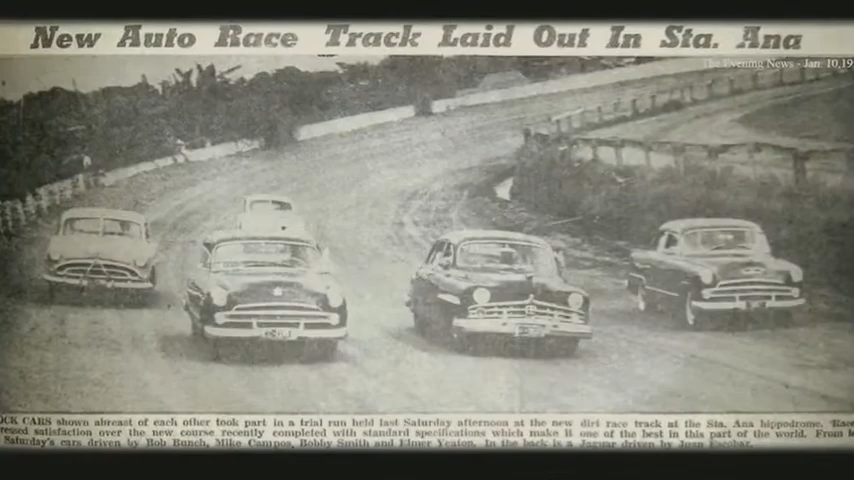 New Auto Race Track Laid Out In Sta. Ana
The Evening News - Jan. 10,19
OCK CARS shown abreast of each other took part in a trial run held last Saturday afternoon at the new dirt race track at the Sta. Ana hippodrome. Race
ressed satisfaction over the new course recently completed with standard specifications which make it one of the best in this part of the world. From le
Saturday's cars driven by Bob Bunch, Mike Campos, Bobby Smith and Elmer Yeaton. In the back is a Jaguar driven by Juan Escobar.